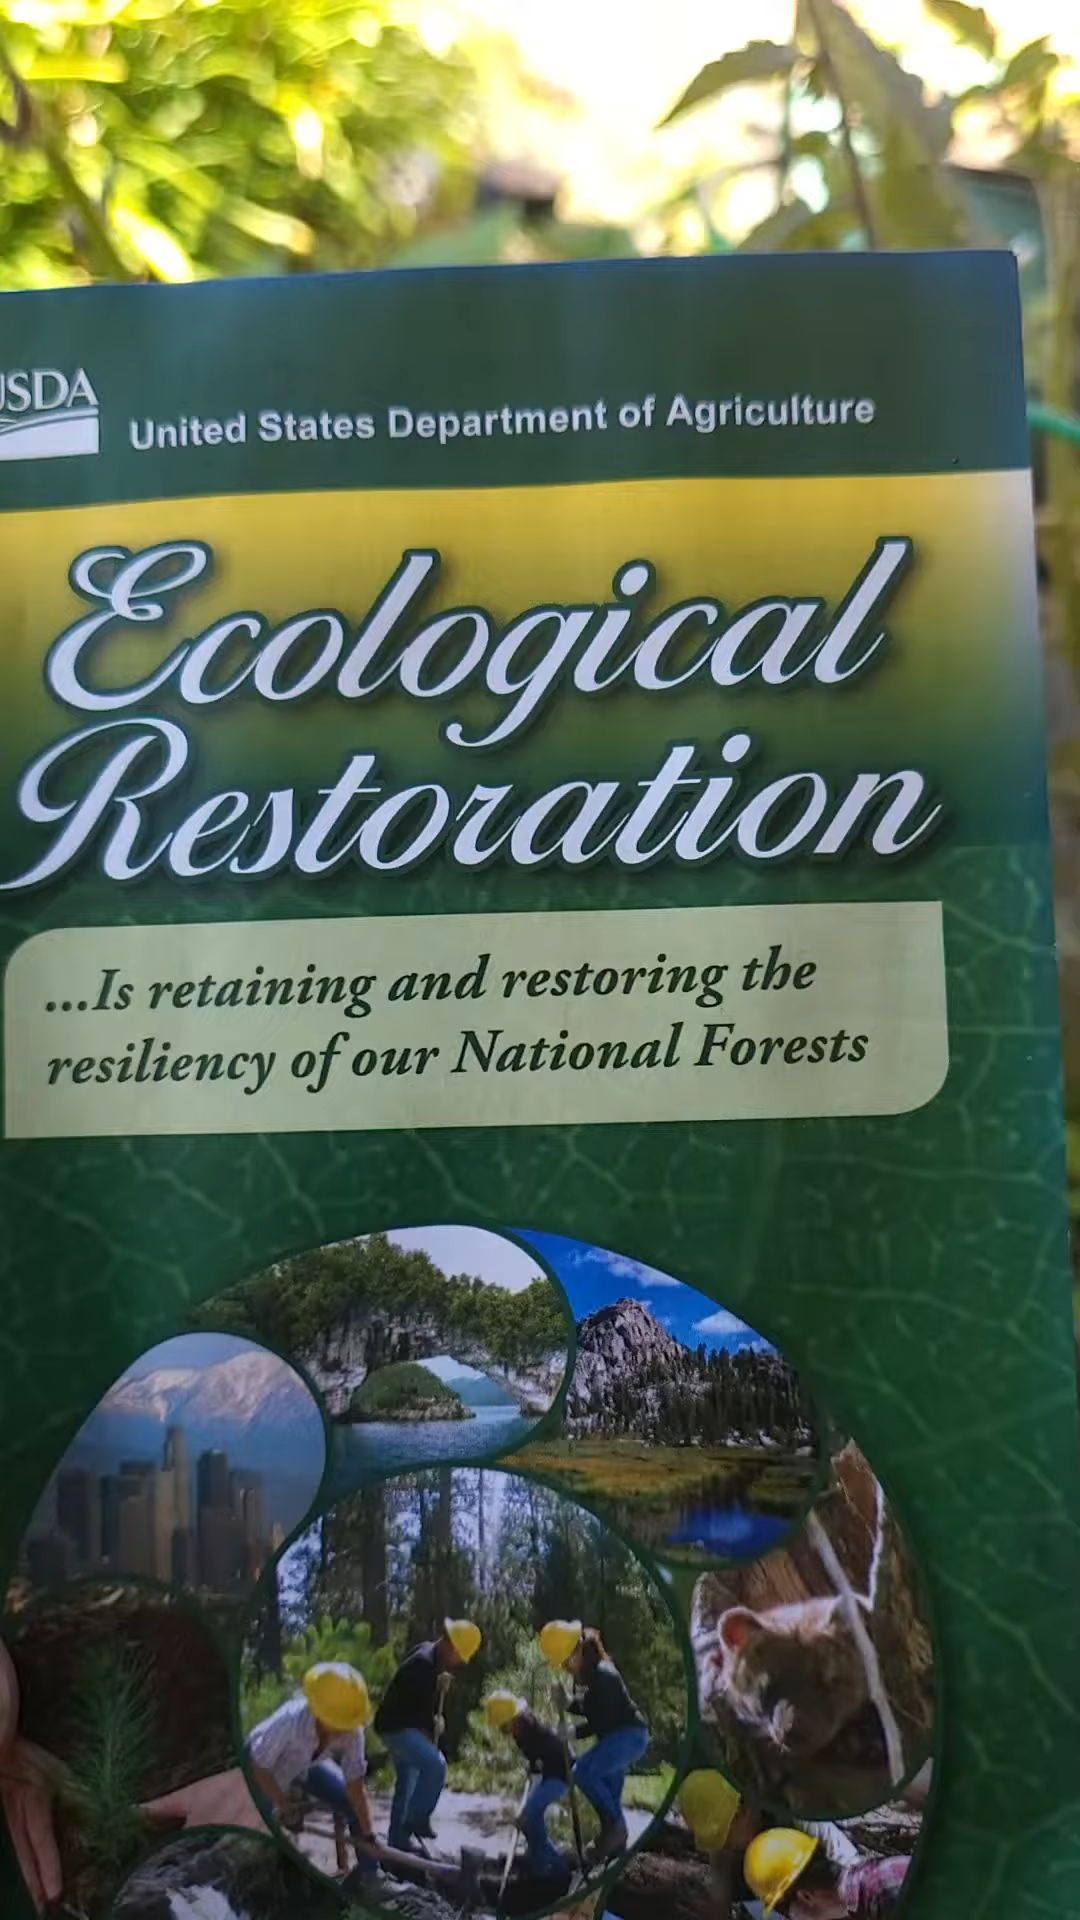 USDA
United States Department of Agriculture
Ecological
Restoration
...Is retaining and restoring the
resiliency of our National Forests